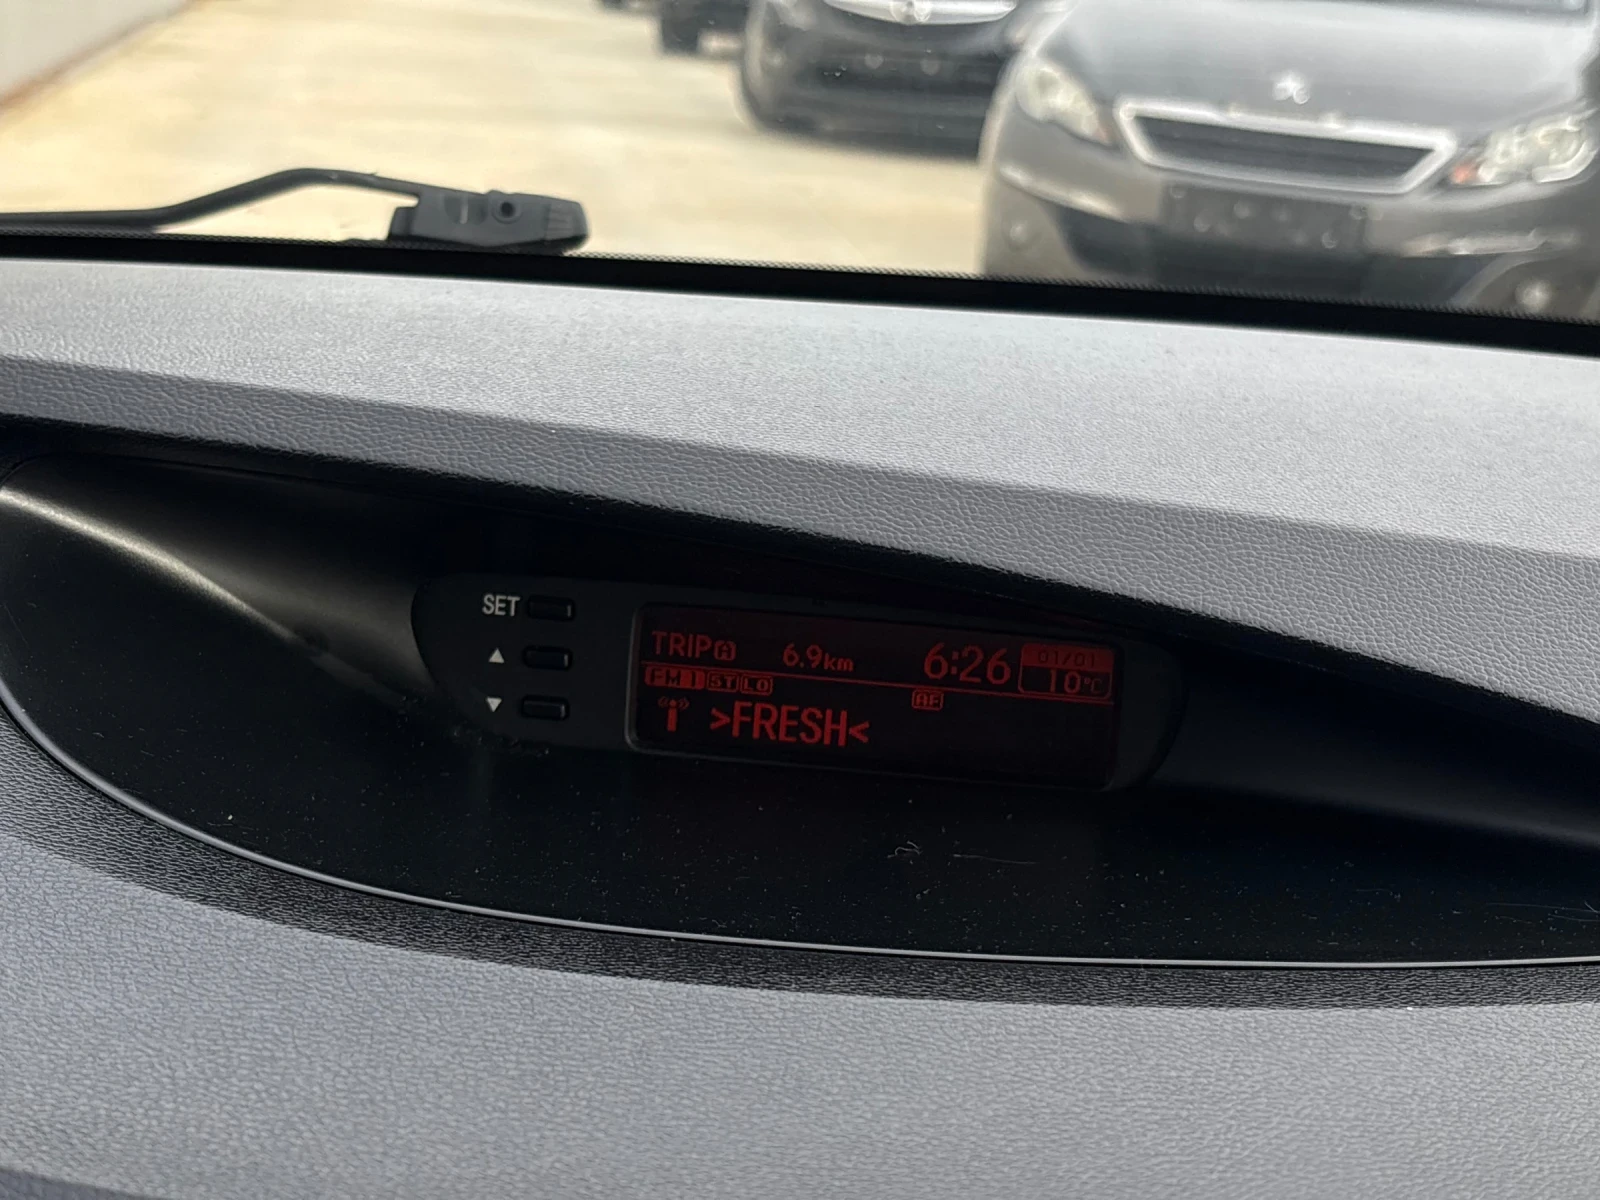 SET
TRIP A 6.9km 6:26 01/01
10°C
FM1 ST LO AF
>FRESH<